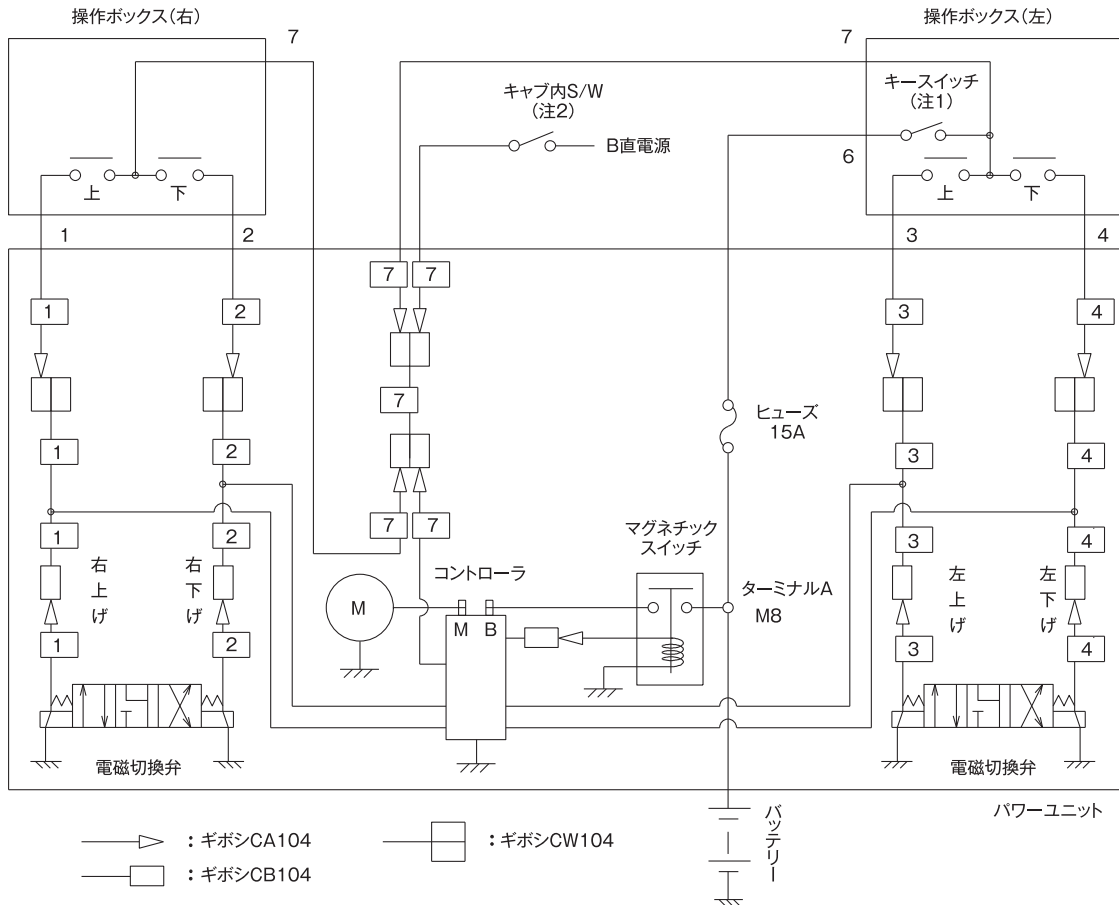 操作ボックス(右)
操作ボックス(左)
7
7
キャブ内S/W
(注2)
B直電源
キースイッチ
(注1)
6
上
下
上
下
1
2
3
4
7
7
1
2
3
4
7
ヒューズ
15A
1
2
3
4
7
7
1
2
3
4
マグネチック
スイッチ
右上げ
右下げ
コントローラ
M
M
B
ターミナルA
M8
左上げ
左下げ
1
2
3
4
電磁切換弁
電磁切換弁
パワーユニット
バッテリー
:ギボシCA104
:ギボシCW104
:ギボシCB104